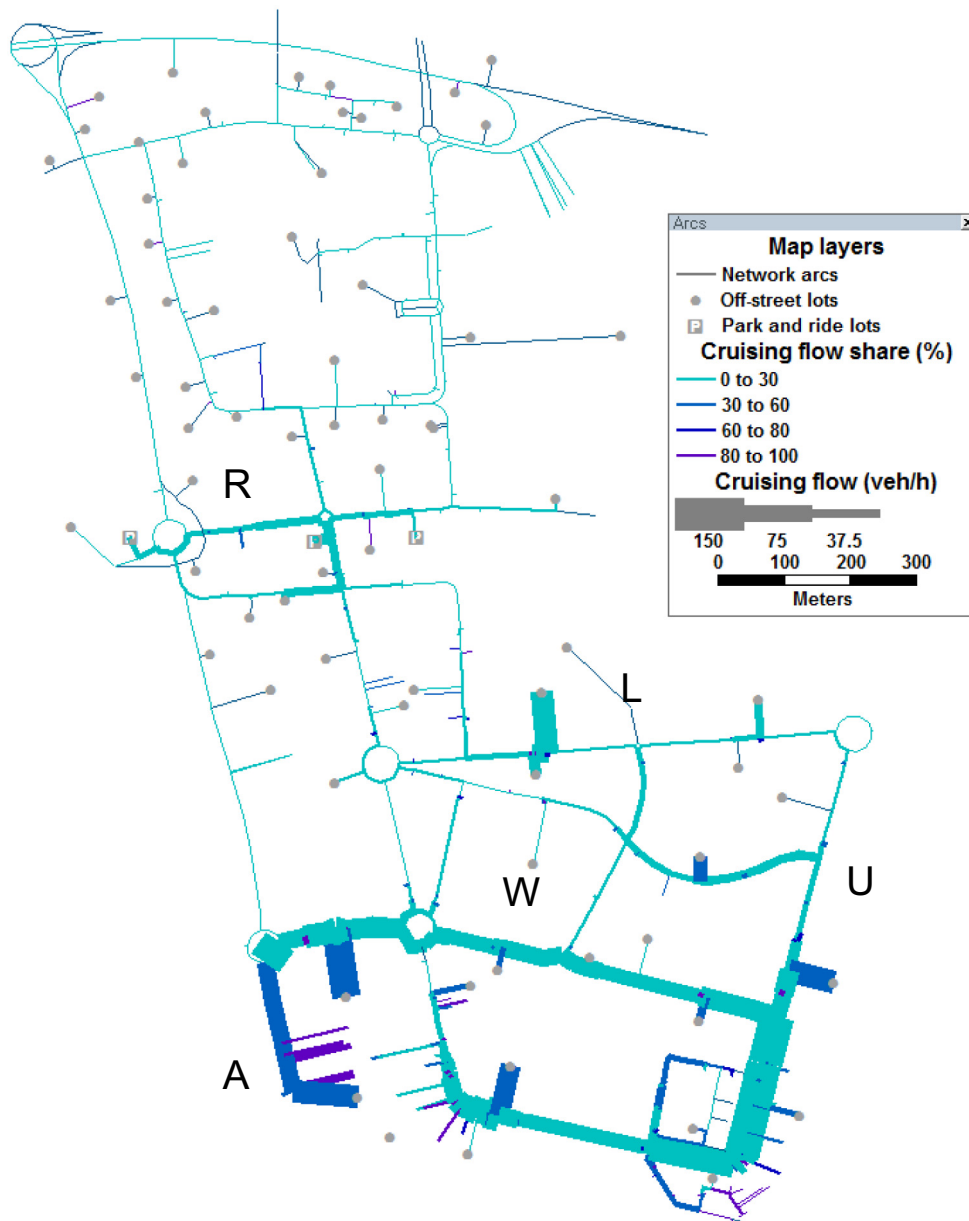 Arcs x
Map layers
Network arcs
Off-street lots
P Park and ride lots
Cruising flow share (%)
0 to 30
30 to 60
60 to 80
80 to 100
Cruising flow (veh/h)
150 75 37.5
0 100 200 300
Meters
R
P P P
L
W
U
A